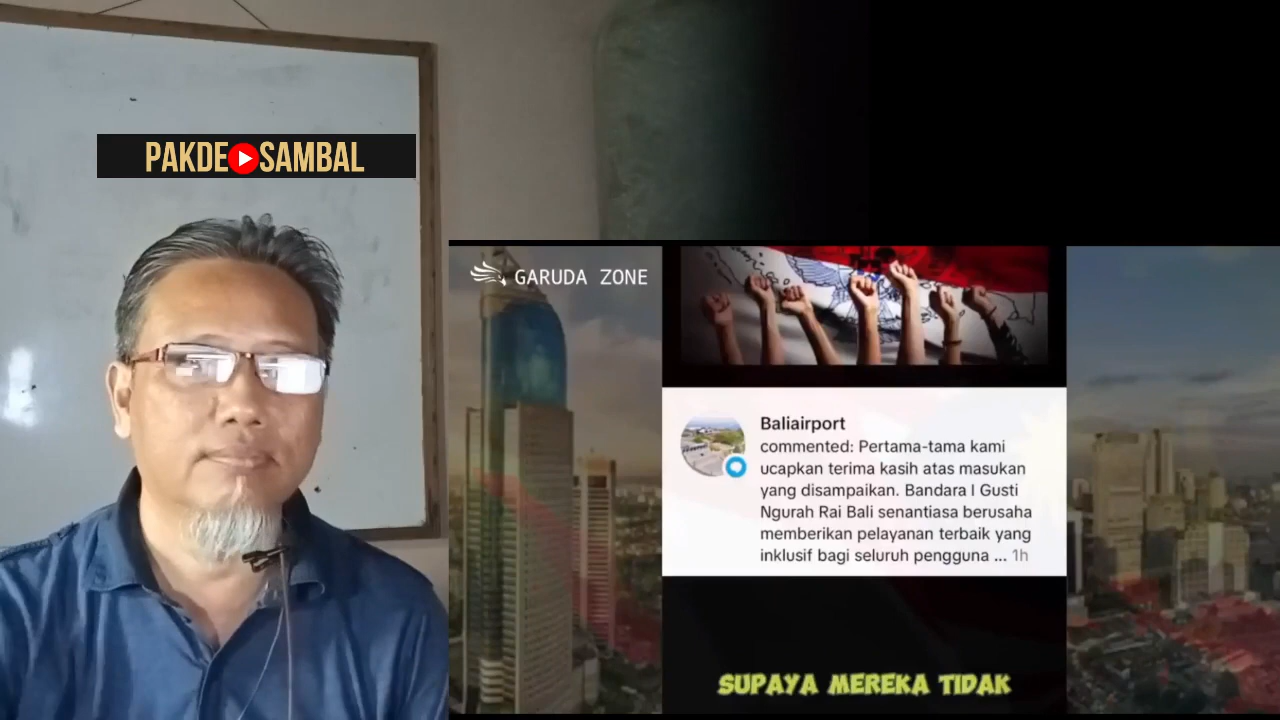 PAKDE SAMBAL
GARUDA ZONE
Baliairport
commented: Pertama-tama kami
ucapkan terima kasih atas masukan
yang disampaikan. Bandara I Gusti
Ngurah Rai Bali senantiasa berusaha
memberikan pelayanan terbaik yang
inklusif bagi seluruh pengguna ... 1h
SUPAYA MEREKA TIDAK